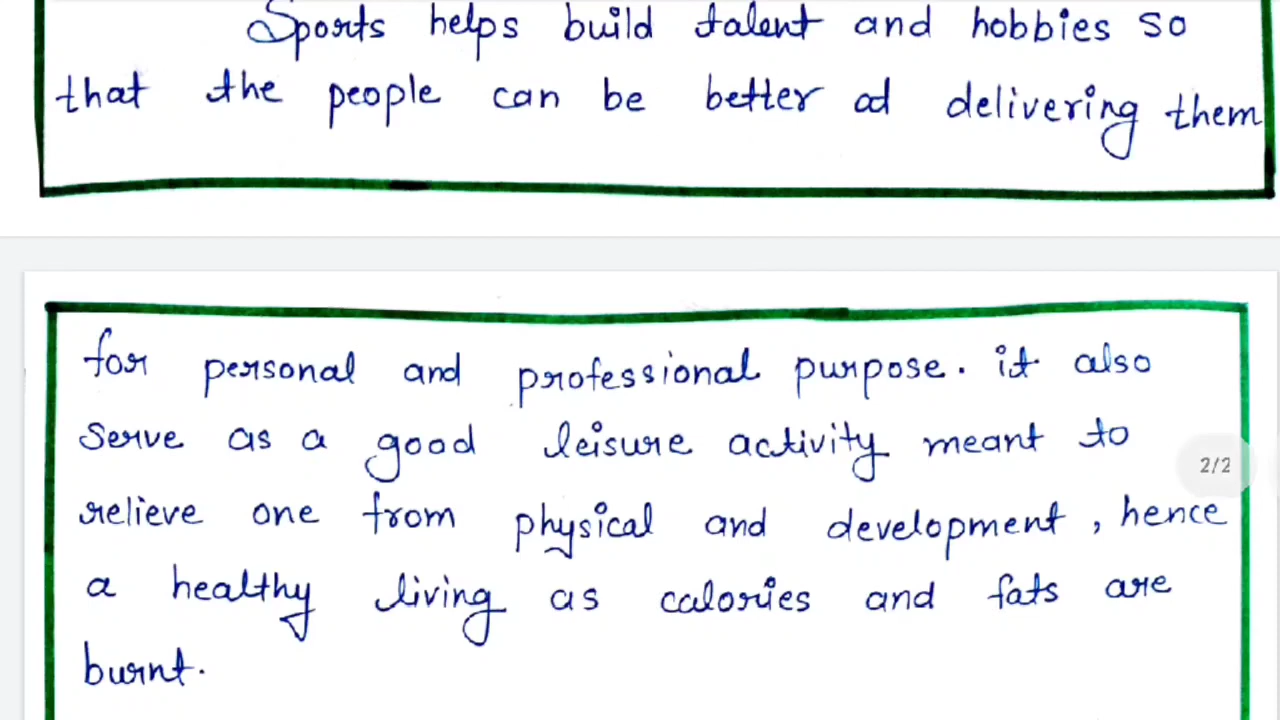 Sports helps build talent and hobbies so
that the people can be better ad delivering them
for personal and professional purpose. it also
serve as a good leisure activity meant to
2/2
relieve one from physical and development, hence
a healthy living as calories and fats are
burnt.